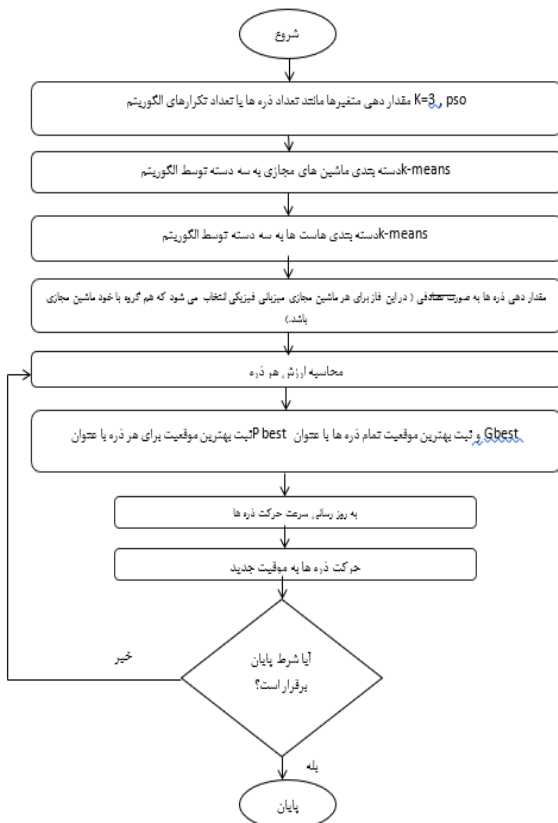 شروع
مقدار دهی متغیرها مانند تعداد ذره ها یا تعداد تکرارهای الگوریتم K=3 , pso
دسته بندی ماشین های مجازی به سه دسته توسط الگوریتم k-means
دسته بندی هاست ها به سه دسته توسط الگوریتم k-means
مقدار دهی ذره ها به صورت تصادفی ( در این فاز برای هر ماشین مجازی میزبانی فیزیکی انتخاب می شود که هم گروه با خود ماشین مجازی
باشد.)
محاسبه ارزش هر ذره
ثبت بهترین موقعیت برای هر ذره با عنوان P best و ثبت بهترین موقعیت تمام ذره ها با عنوان Gbest
به روز رسانی سرعت حرکت ذره ها
حرکت ذره ها به موقیت جدید
آیا شرط پایان
برقرار است؟
خیر
بله
پایان